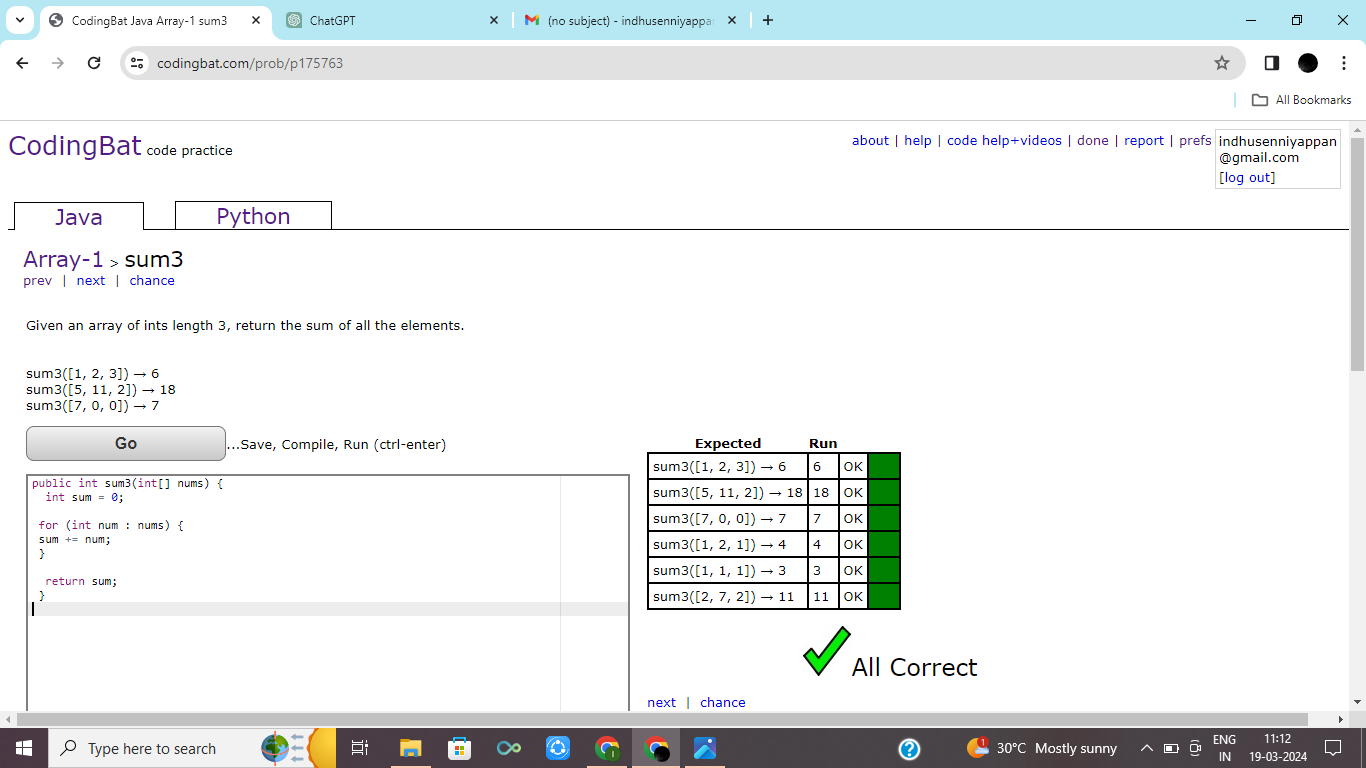 CodingBat Java Array-1 sum3
ChatGPT
(no subject) - indhusenniyappa
codingbat.com/prob/p175763
All Bookmarks
CodingBat code practice
about | help | code help+videos | done | report | prefs
indhusenniyappan
@gmail.com
[log out]
Java
Python
Array-1 > sum3
prev | next | chance
Given an array of ints length 3, return the sum of all the elements.
sum3([1, 2, 3]) → 6
sum3([5, 11, 2]) → 18
sum3([7, 0, 0]) → 7
Go
...Save, Compile, Run (ctrl-enter)
public int sum3(int[] nums) {
int sum = 0;
for (int num : nums) {
sum += num;
}
return sum;
}
Expected Run
sum3([1, 2, 3]) → 6 6 OK
sum3([5, 11, 2]) → 18 18 OK
sum3([7, 0, 0]) → 7 7 OK
sum3([1, 2, 1]) → 4 4 OK
sum3([1, 1, 1]) → 3 3 OK
sum3([2, 7, 2]) → 11 11 OK
All Correct
next | chance
Type here to search
1
30°C Mostly sunny
ENG
IN
11:12
19-03-2024